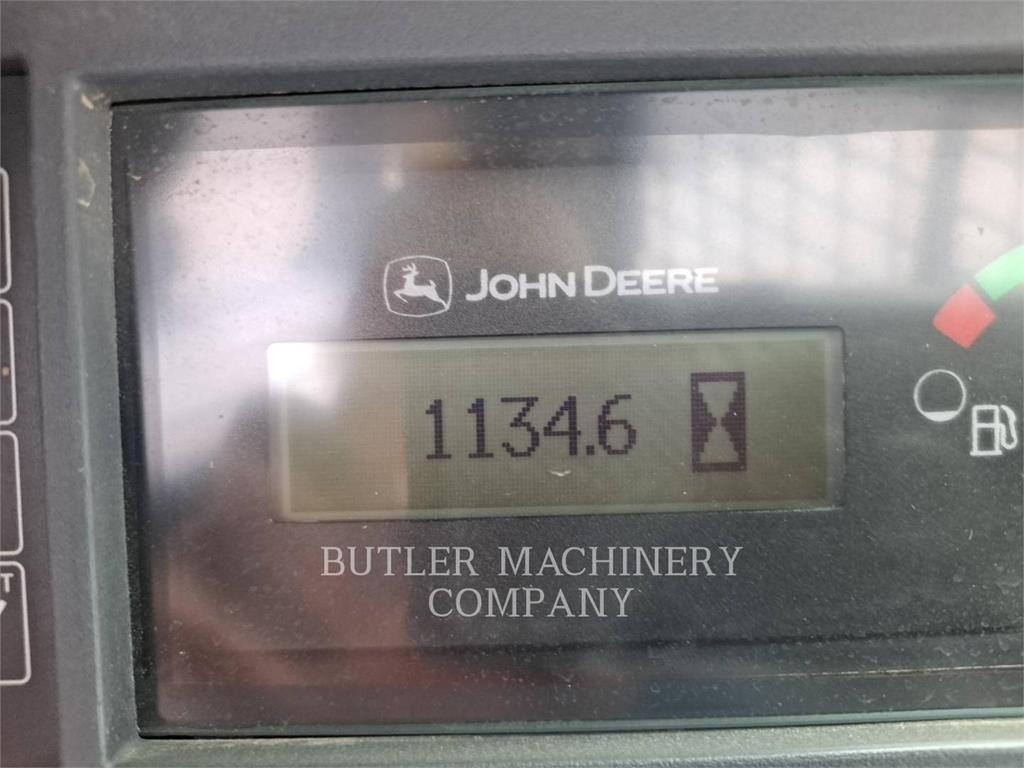 JOHN DEERE
1134.6
BUTLER MACHINERY
COMPANY
T